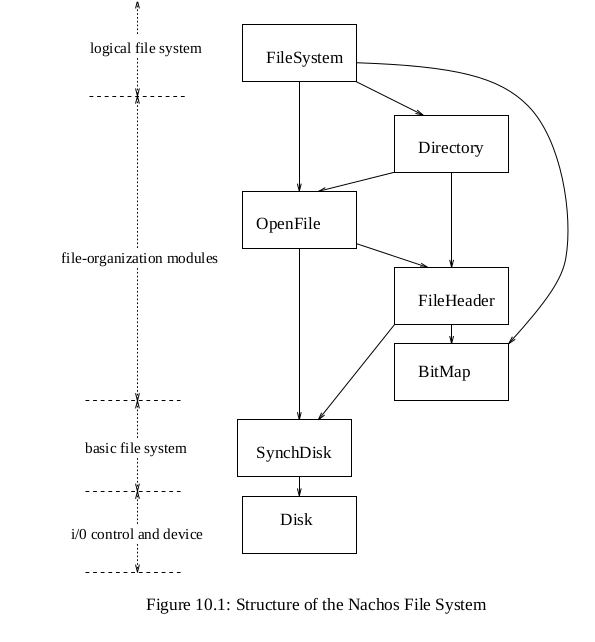 logical file system
FileSystem
Directory
OpenFile
file-organization modules
FileHeader
BitMap
basic file system
SynchDisk
Disk
i/0 control and device
Figure 10.1: Structure of the Nachos File System